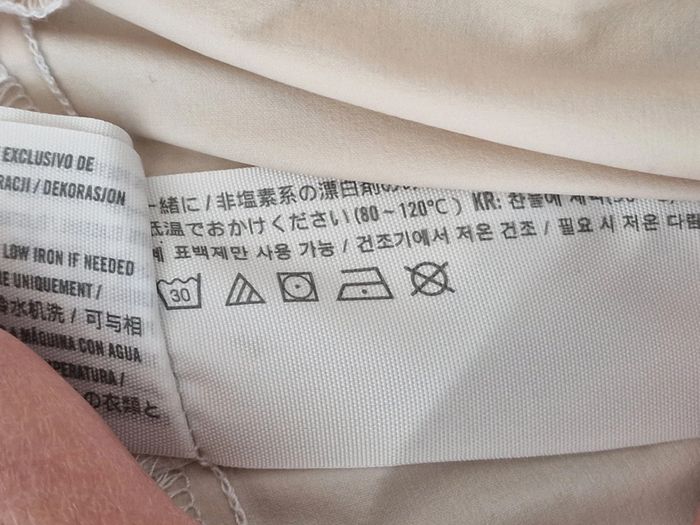 EXCLUSIVO DE
RACJI / DEKORASJON
LOW IRON IF NEEDED
UNIQUEMENT /
冷水机洗 / 可与相
A MÁQUINA CON AGUA
PERATURA /
の衣類と
一緒に / 非塩素系の漂白剤
低温でおかけください (80～120℃) KR: 찬물에
표백제만 사용 가능 / 건조기에서 저온 건조 / 필요 시 저온 다림
30